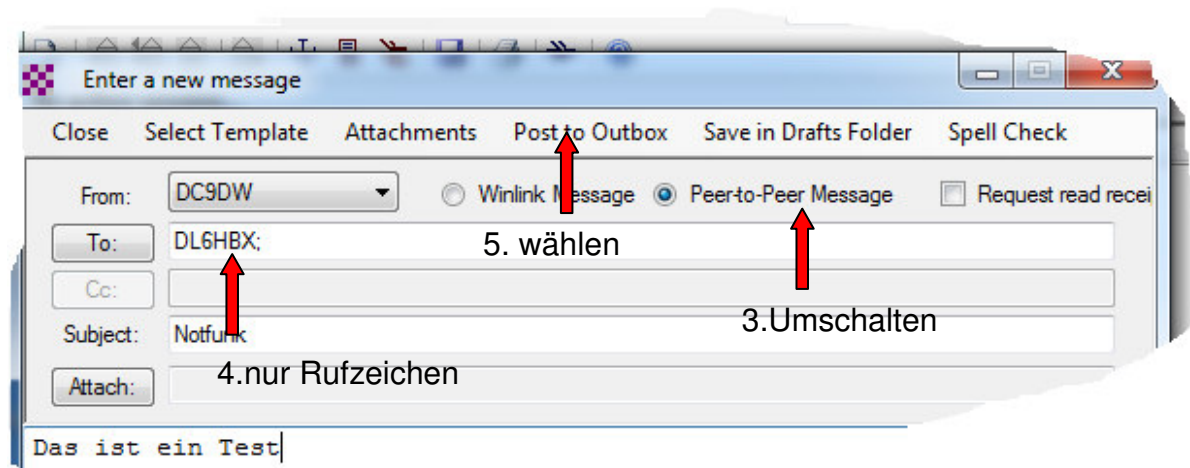 Enter a new message
Close Select Template Attachments Post to Outbox Save in Drafts Folder Spell Check
From: DC9DW Winlink Message Peer-to-Peer Message Request read recei
To: DL6HBX;
5. wählen
Cc:
3.Umschalten
Subject: Notfunk
4.nur Rufzeichen
Attach:
Das ist ein Test